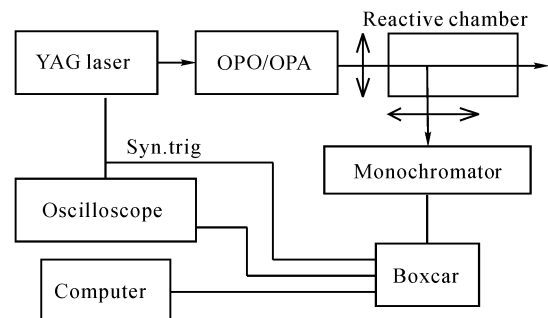 Reactive chamber
YAG laser
OPO/OPA
Syn.trig
Monochromator
Oscilloscope
Boxcar
Computer